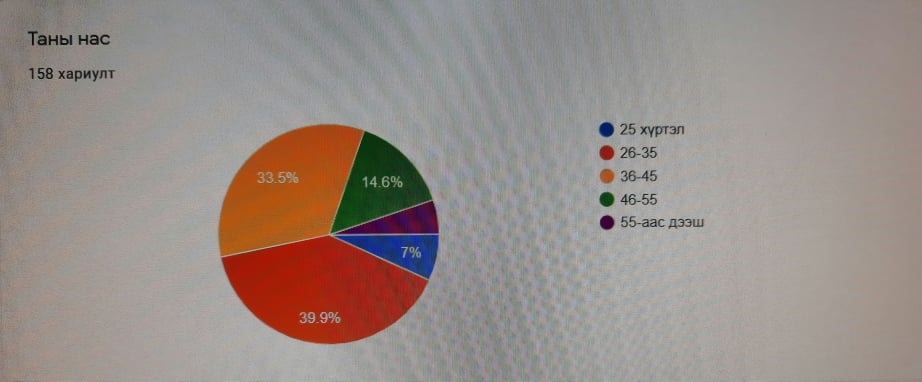 Таны нас
158 хариулт
33.5%
14.6%
7%
39.9%
25 хүртэл
26-35
36-45
46-55
55-аас дээш